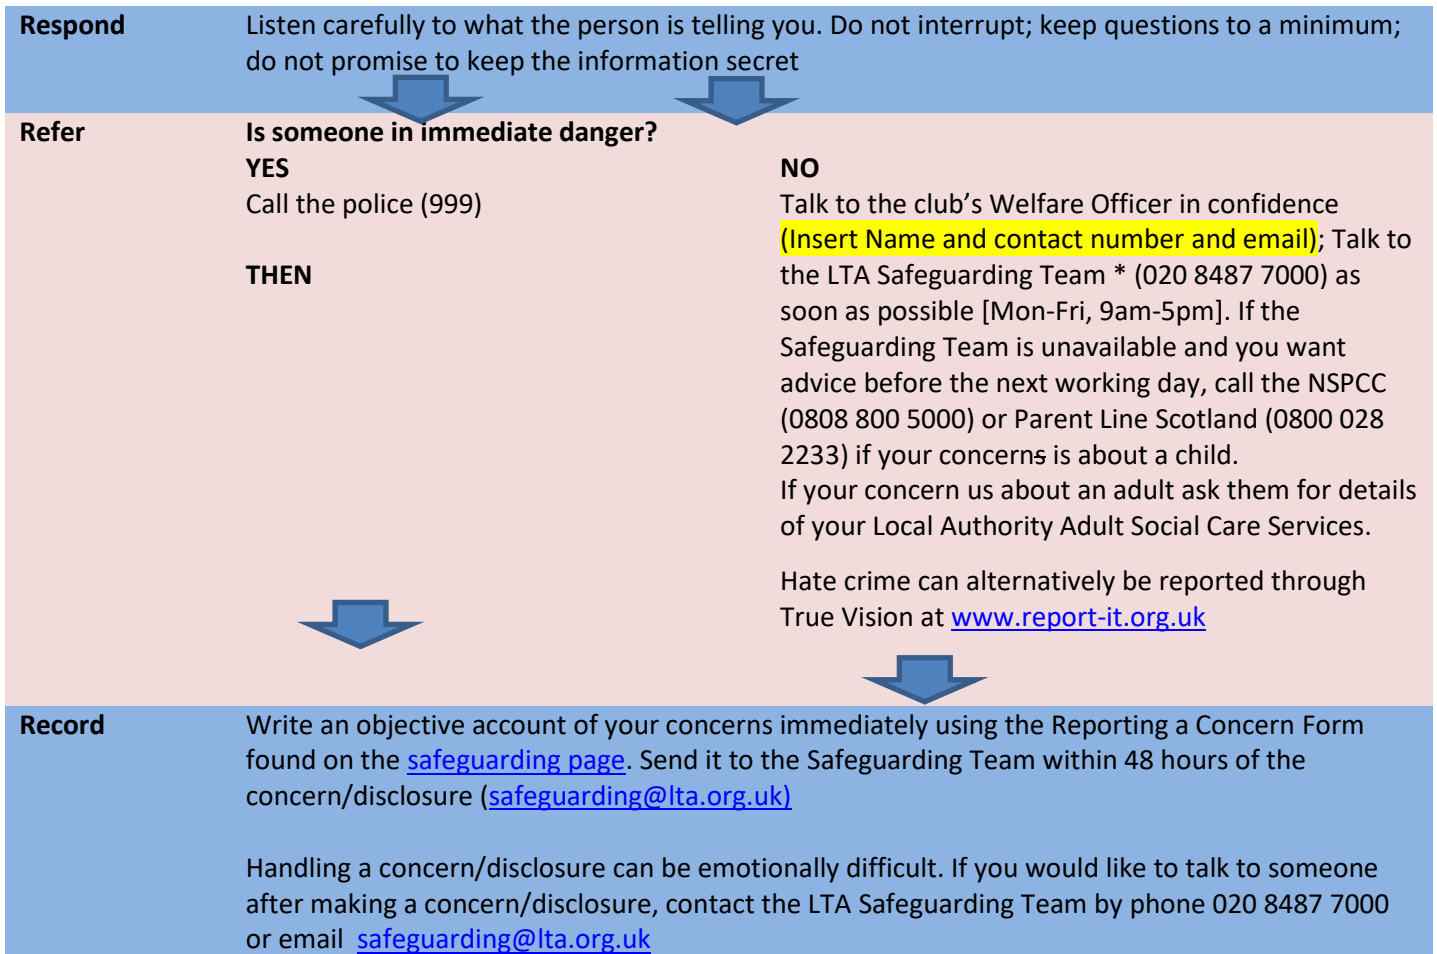 Respond
Listen carefully to what the person is telling you. Do not interrupt; keep questions to a minimum;
do not promise to keep the information secret
Refer
Is someone in immediate danger?
YES
Call the police (999)
THEN
NO
Talk to the club’s Welfare Officer in confidence
(Insert Name and contact number and email); Talk to
the LTA Safeguarding Team * (020 8487 7000) as
soon as possible [Mon-Fri, 9am-5pm]. If the
Safeguarding Team is unavailable and you want
advice before the next working day, call the NSPCC
(0808 800 5000) or Parent Line Scotland (0800 028
2233) if your concerns is about a child.
If your concern us about an adult ask them for details
of your Local Authority Adult Social Care Services.
Hate crime can alternatively be reported through
True Vision at www.report-it.org.uk
Record
Write an objective account of your concerns immediately using the Reporting a Concern Form
found on the safeguarding page. Send it to the Safeguarding Team within 48 hours of the
concern/disclosure (safeguarding@lta.org.uk)
Handling a concern/disclosure can be emotionally difficult. If you would like to talk to someone
after making a concern/disclosure, contact the LTA Safeguarding Team by phone 020 8487 7000
or email safeguarding@lta.org.uk